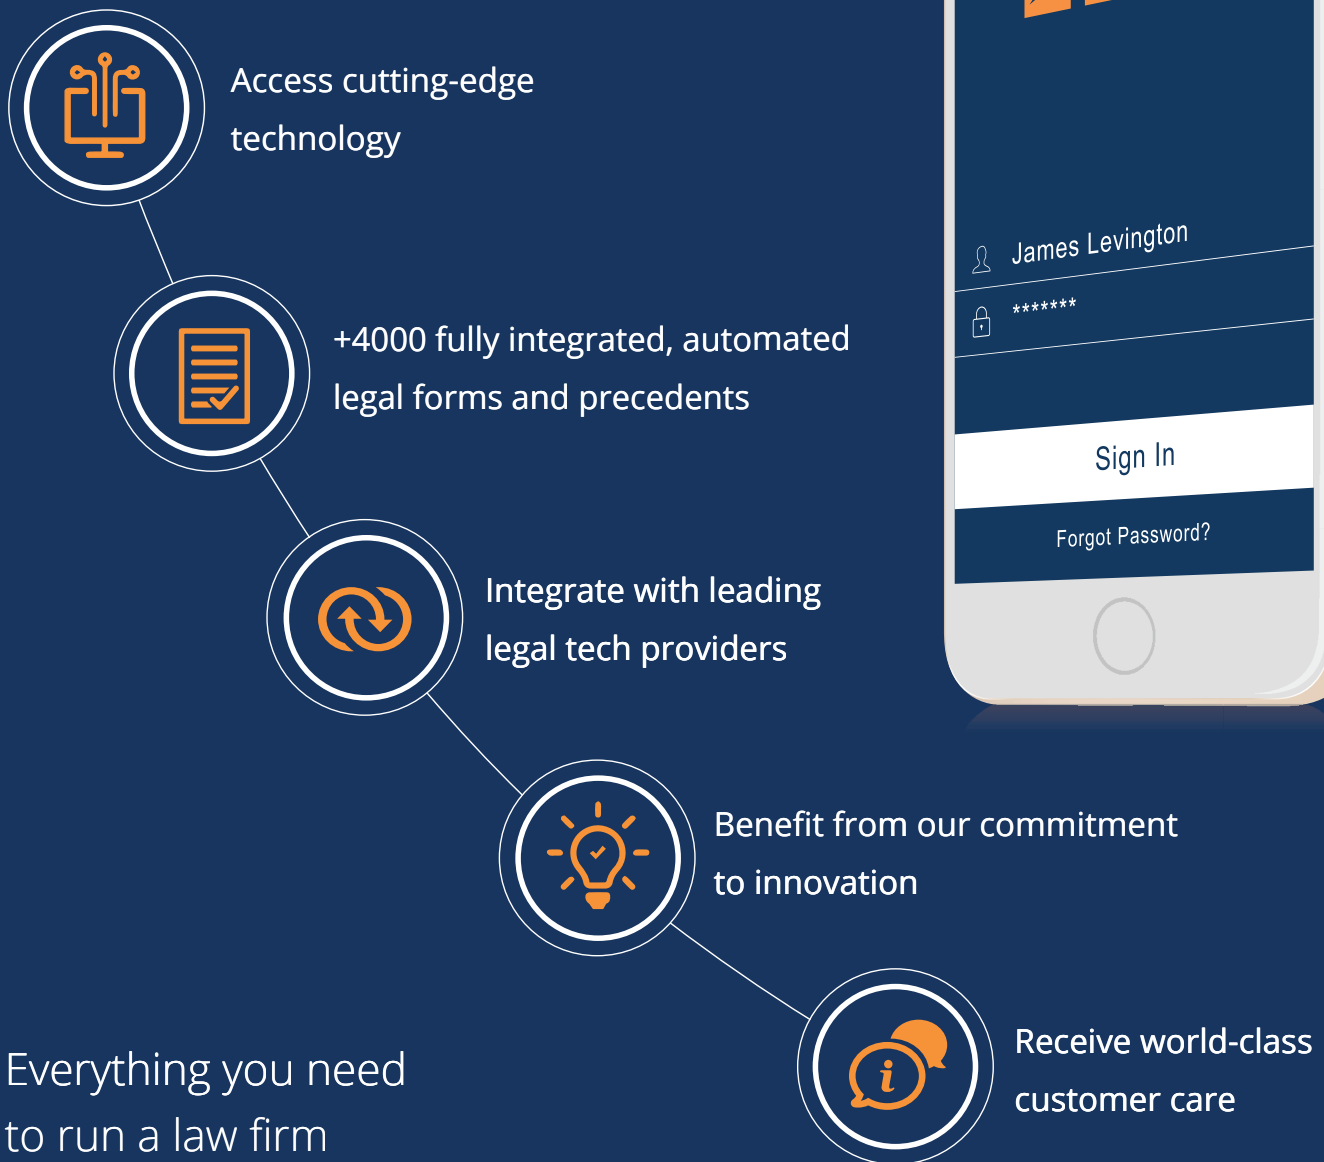 Access cutting-edge
technology
+4000 fully integrated, automated
legal forms and precedents
Integrate with leading
legal tech providers
Benefit from our commitment
to innovation
Receive world-class
customer care
Everything you need
to run a law firm
James Levington
*******
Sign In
Forgot Password?